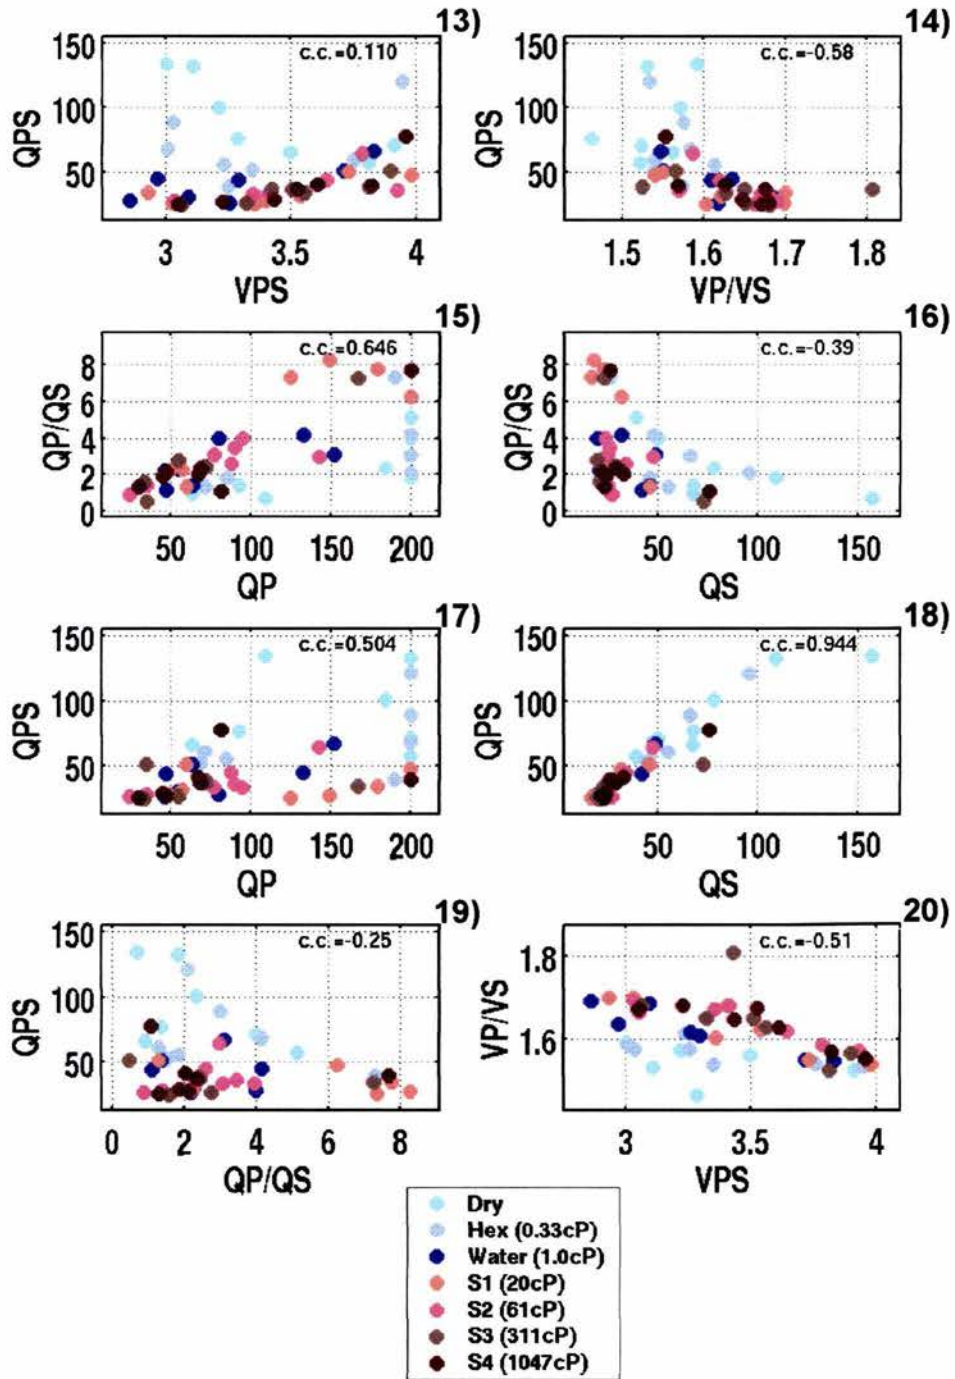 13)
14)
150
100
50
QPS
c.c.=0.110
3
3.5
4
VPS
150
100
50
QPS
c.c.=-0.58
1.5
1.6
1.7
1.8
VP/VS
15)
16)
8
6
4
2
0
QP/QS
c.c.=0.646
50
100
150
200
QP
8
6
4
2
0
QP/QS
c.c.=-0.39
50
100
150
QS
17)
18)
150
100
50
QPS
c.c.=0.504
50
100
150
200
QP
150
100
50
QPS
c.c.=0.944
50
100
150
QS
19)
20)
150
100
50
QPS
c.c.=-0.25
0
2
4
6
8
QP/QS
1.8
1.6
VP/VS
c.c.=-0.51
3
3.5
4
VPS
Dry
Hex (0.33cP)
Water (1.0cP)
S1 (20cP)
S2 (61cP)
S3 (311cP)
S4 (1047cP)